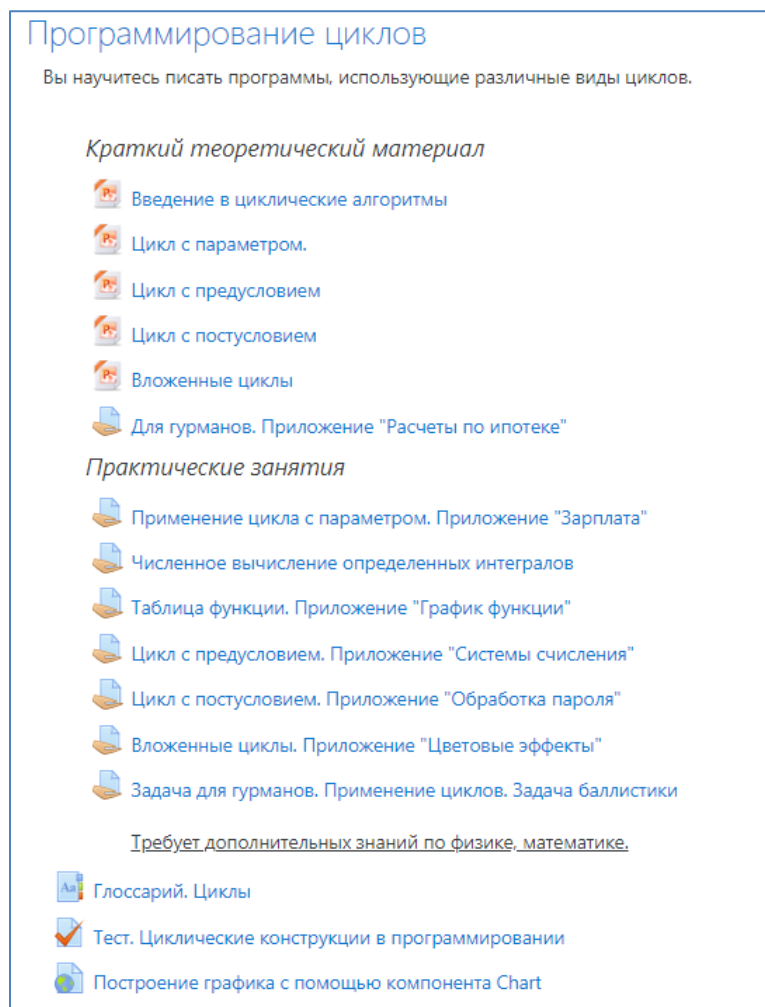 Программирование циклов
Вы научитесь писать программы, использующие различные виды циклов.
Краткий теоретический материал
Введение в циклические алгоритмы
Цикл с параметром.
Цикл с предусловием
Цикл с постусловием
Вложенные циклы
Для гурманов. Приложение "Расчеты по ипотеке"
Практические занятия
Применение цикла с параметром. Приложение "Зарплата"
Численное вычисление определенных интегралов
Таблица функции. Приложение "График функции"
Цикл с предусловием. Приложение "Системы счисления"
Цикл с постусловием. Приложение "Обработка пароля"
Вложенные циклы. Приложение "Цветовые эффекты"
Задача для гурманов. Применение циклов. Задача баллистики
Требует дополнительных знаний по физике, математике.
Глоссарий. Циклы
Тест. Циклические конструкции в программировании
Построение графика с помощью компонента Chart